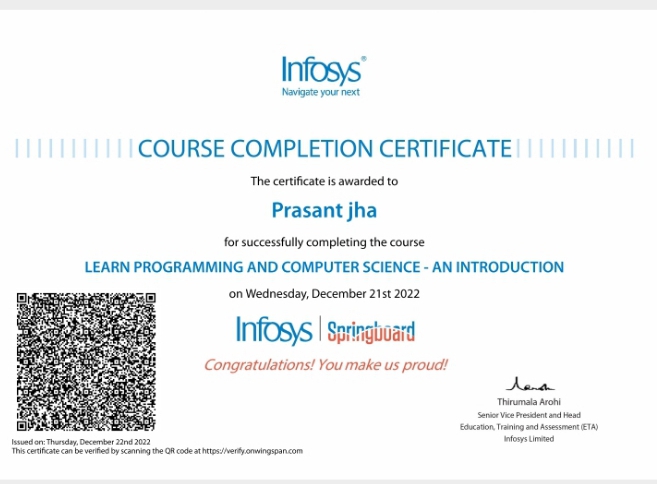 Infosys®
Navigate your next
COURSE COMPLETION CERTIFICATE
The certificate is awarded to
Prasant jha
for successfully completing the course
LEARN PROGRAMMING AND COMPUTER SCIENCE - AN INTRODUCTION
on Wednesday, December 21st 2022
Infosys | Springboard
Congratulations! You make us proud!
Thirumala Arohi
Senior Vice President and Head
Education, Training and Assessment (ETA)
Infosys Limited
Issued on: Thursday, December 22nd 2022
This certificate can be verified by scanning the QR code at https://verify.onwingspan.com